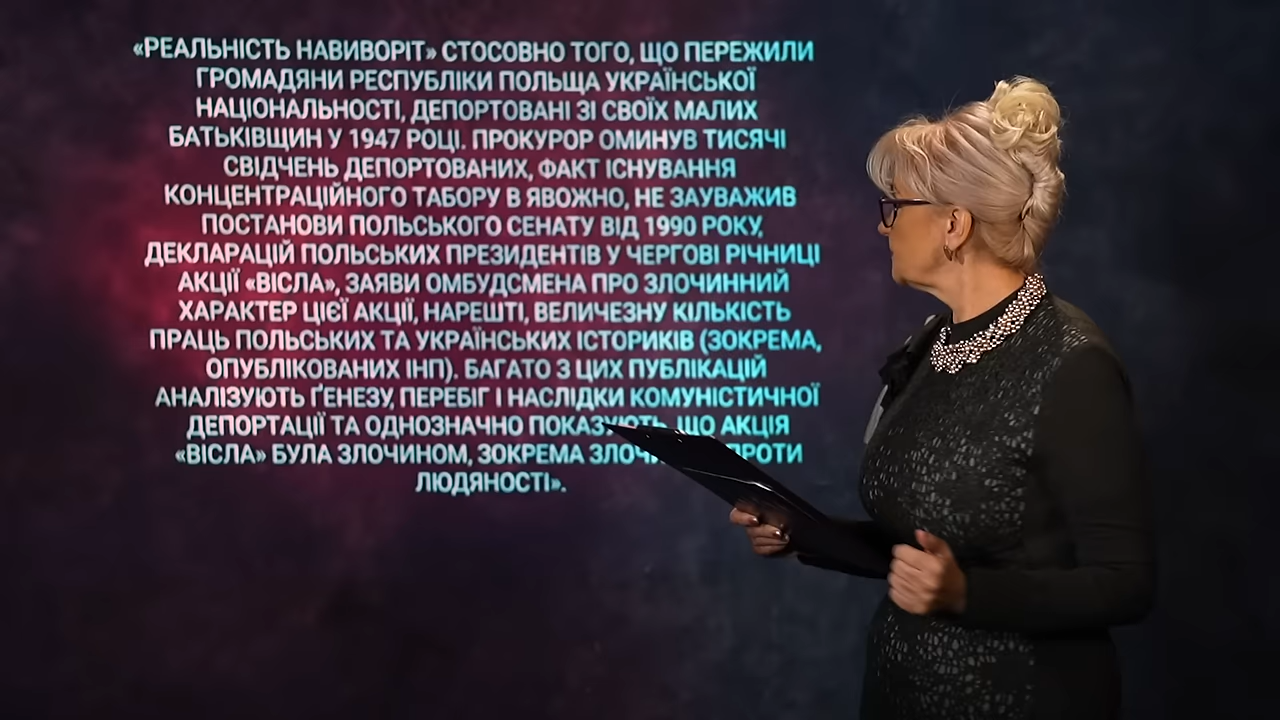 «РЕАЛЬНІСТЬ НАВИВОРІТ» СТОСОВНО ТОГО, ЩО ПЕРЕЖИЛИ
ГРОМАДЯНИ РЕСПУБЛІКИ ПОЛЬЩА УКРАЇНСЬКОЇ
НАЦІОНАЛЬНОСТІ, ДЕПОРТОВАНІ ЗІ СВОЇХ МАЛИХ
БАТЬКІВЩИН У 1947 РОЦІ. ПРОКУРОР ОМИНУВ ТИСЯЧІ
СВІДЧЕНЬ ДЕПОРТОВАНИХ, ФАКТ ІСНУВАННЯ
КОНЦЕНТРАЦІЙНОГО ТАБОРУ В ЯВОЖНО, НЕ ЗАУВАЖИВ
ПОСТАНОВИ ПОЛЬСЬКОГО СЕНАТУ ВІД 1990 РОКУ,
ДЕКЛАРАЦІЙ ПОЛЬСЬКИХ ПРЕЗИДЕНТІВ У ЧЕРГОВІ РІЧНИЦІ
АКЦІЇ «ВІСЛА», ЗАЯВИ ОМБУДСМЕНА ПРО ЗЛОЧИННИЙ
ХАРАКТЕР ЦІЄЇ АКЦІЇ, НАРЕШТІ, ВЕЛИЧЕЗНУ КІЛЬКІСТЬ
ПРАЦЬ ПОЛЬСЬКИХ ТА УКРАЇНСЬКИХ ІСТОРИКІВ (ЗОКРЕМА,
ОПУБЛІКОВАНИХ ІНП). БАГАТО З ЦИХ ПУБЛІКАЦІЙ
АНАЛІЗУЮТЬ ҐЕНЕЗУ, ПЕРЕБІГ І НАСЛІДКИ КОМУНІСТИЧНОЇ
ДЕПОРТАЦІЇ ТА ОДНОЗНАЧНО ПОКАЗУЮТЬ, ЩО АКЦІЯ
«ВІСЛА» БУЛА ЗЛОЧИНОМ, ЗОКРЕМА ПРОТИ
ЛЮДЯНОСТІ».